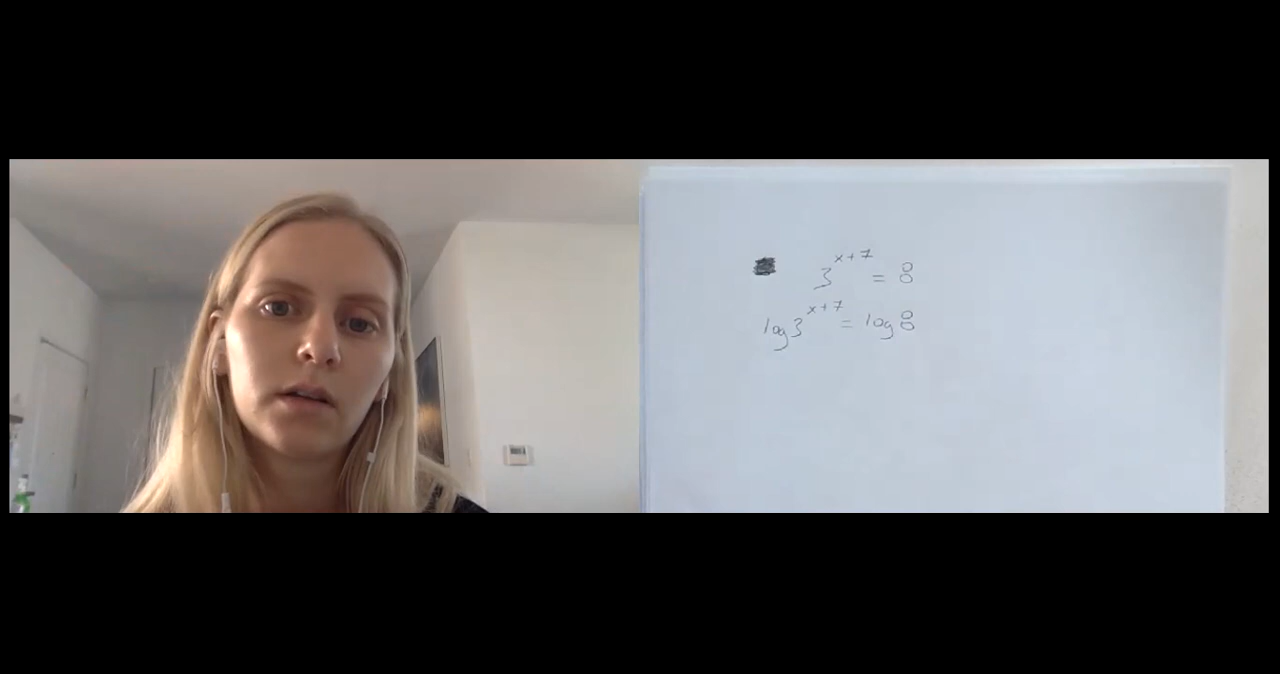 3^{x+7} = 8
log 3^{x+7} = log 8